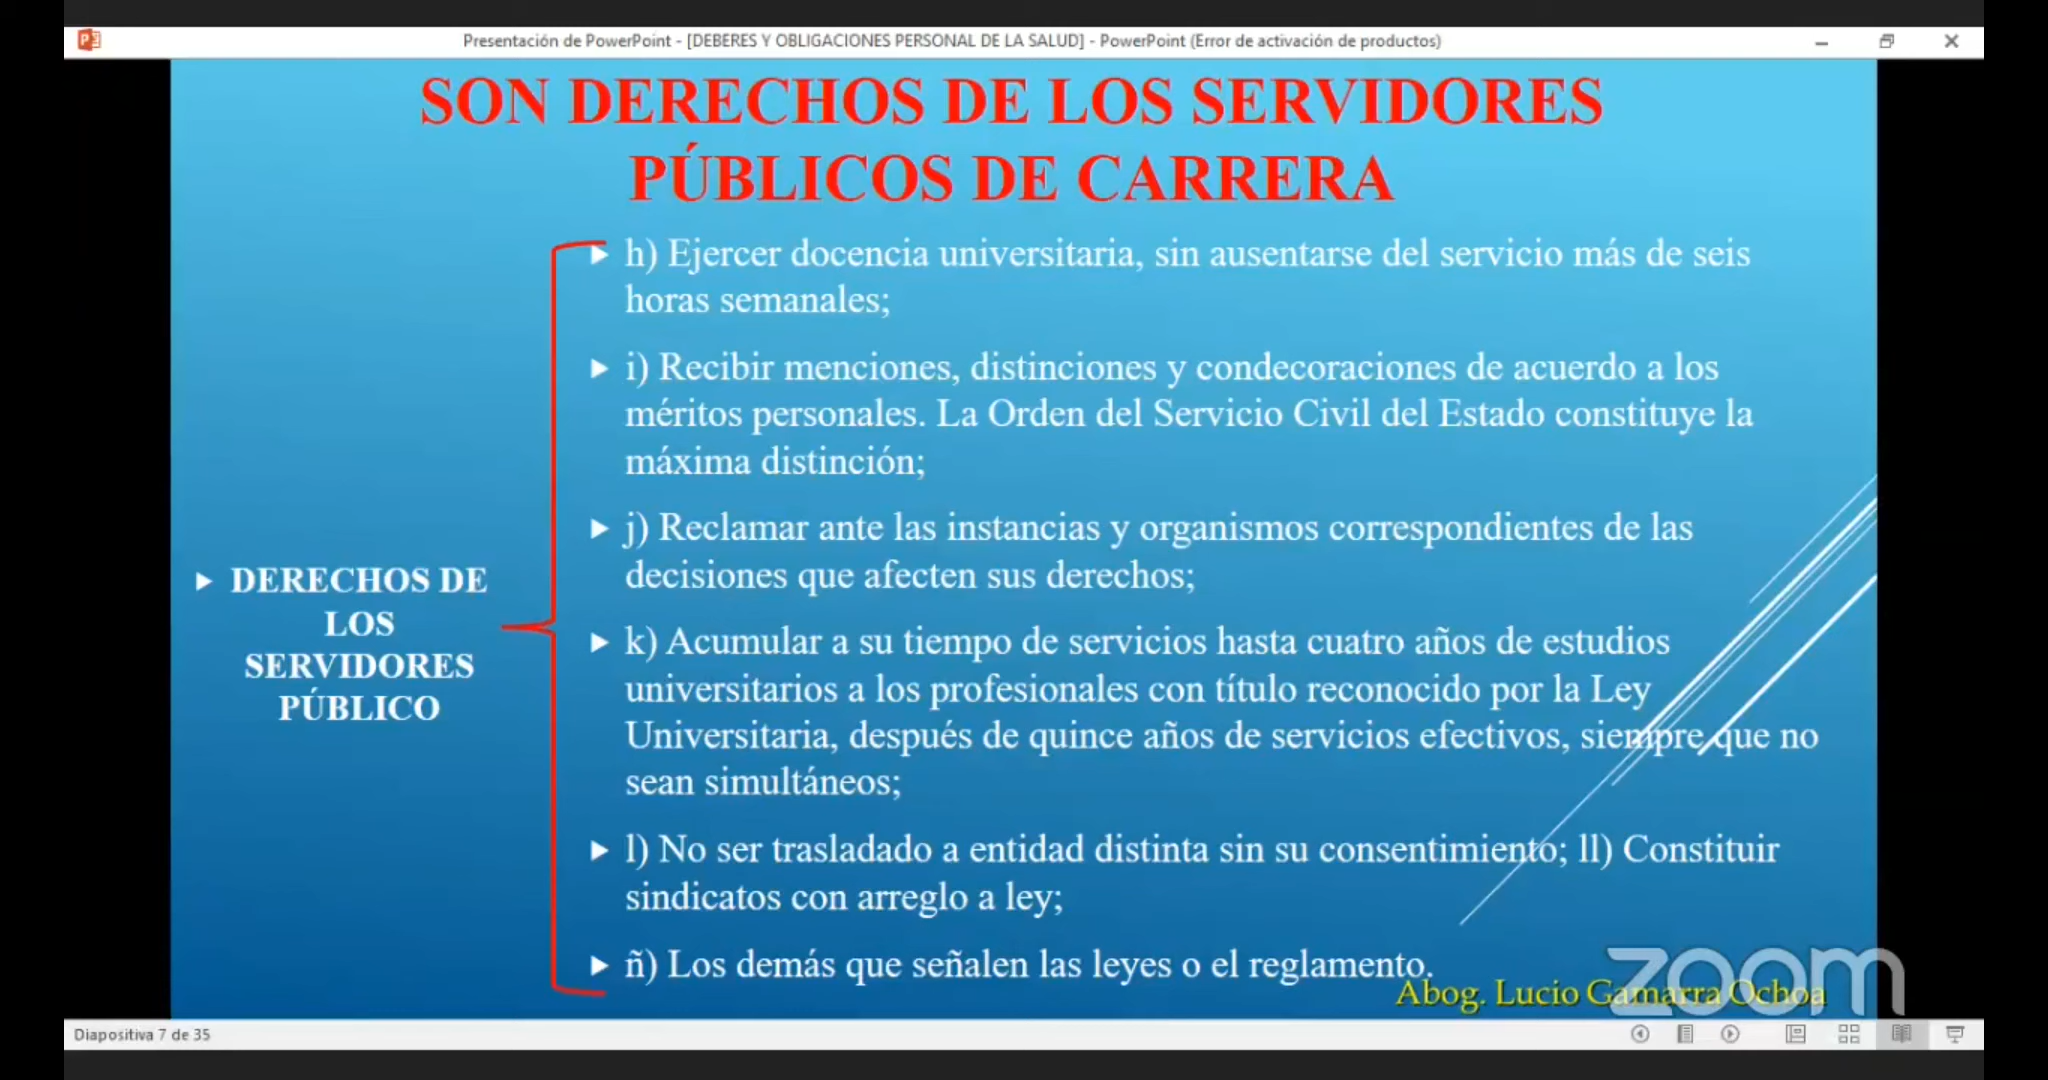 Presentación de PowerPoint - [DEBERES Y OBLIGACIONES PERSONAL DE LA SALUD] - PowerPoint (Error de activación de productos)
SON DERECHOS DE LOS SERVIDORES
PÚBLICOS DE CARRERA
DERECHOS DE
LOS
SERVIDORES
PÚBLICO
h) Ejercer docencia universitaria, sin ausentarse del servicio más de seis
horas semanales;
i) Recibir menciones, distinciones y condecoraciones de acuerdo a los
méritos personales. La Orden del Servicio Civil del Estado constituye la
máxima distinción;
j) Reclamar ante las instancias y organismos correspondientes de las
decisiones que afecten sus derechos;
k) Acumular a su tiempo de servicios hasta cuatro años de estudios
universitarios a los profesionales con título reconocido por la Ley
Universitaria, después de quince años de servicios efectivos, siempre que no
sean simultáneos;
l) No ser trasladado a entidad distinta sin su consentimiento; ll) Constituir
sindicatos con arreglo a ley;
ñ) Los demás que señalen las leyes o el reglamento.
Abog. Lucio Gamarra Ochoa
zoom
Diapositiva 7 de 35